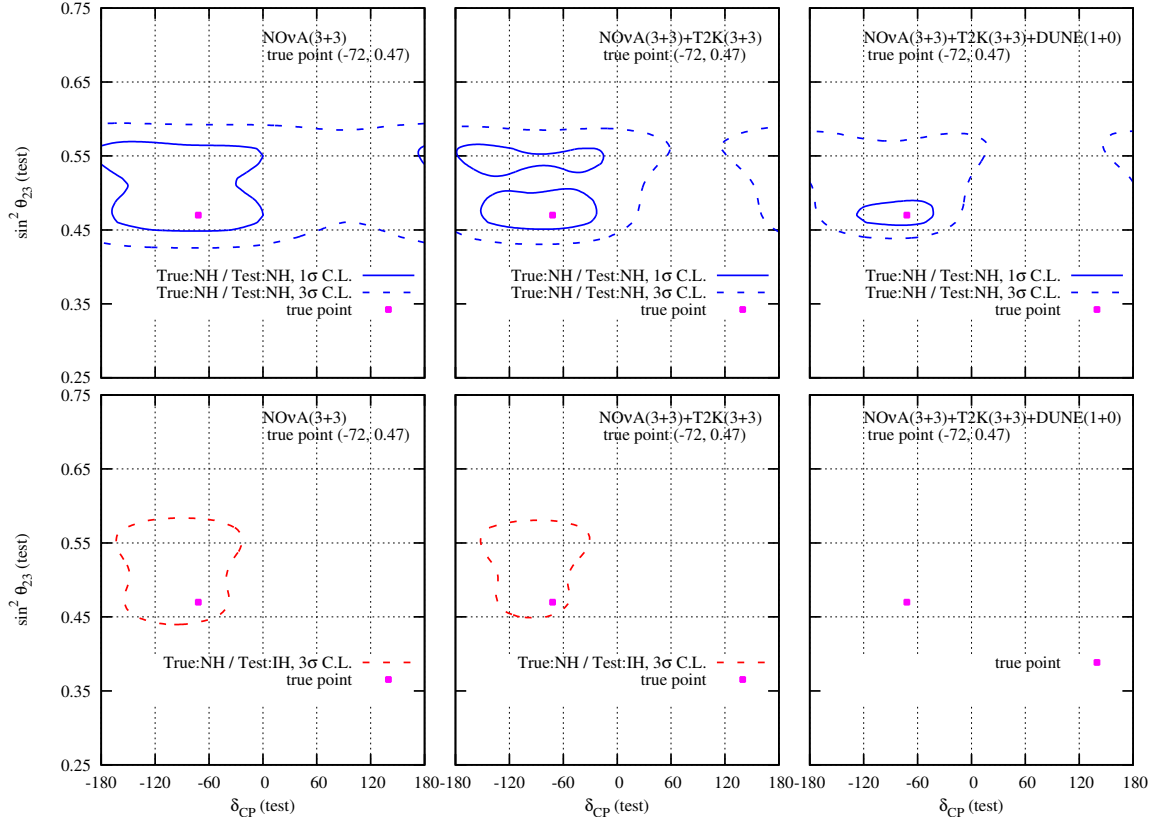 0.75
0.65
0.55
0.45
0.35
0.25
sin² θ₂₃ (test)
NOνA(3+3)
true point (-72, 0.47)
True:NH / Test:NH, 1σ C.L.
True:NH / Test:NH, 3σ C.L.
true point
NOνA(3+3)+T2K(3+3)
true point (-72, 0.47)
True:NH / Test:NH, 1σ C.L.
True:NH / Test:NH, 3σ C.L.
true point
NOνA(3+3)+T2K(3+3)+DUNE(1+0)
true point (-72, 0.47)
True:NH / Test:NH, 1σ C.L.
True:NH / Test:NH, 3σ C.L.
true point
0.75
0.65
0.55
0.45
0.35
0.25
sin² θ₂₃ (test)
NOνA(3+3)
true point (-72, 0.47)
True:NH / Test:IH, 3σ C.L.
true point
-180 -120 -60 0 60 120 180
δCP (test)
NOνA(3+3)+T2K(3+3)
true point (-72, 0.47)
True:NH / Test:IH, 3σ C.L.
true point
-180 -120 -60 0 60 120 180
δCP (test)
NOνA(3+3)+T2K(3+3)+DUNE(1+0)
true point (-72, 0.47)
true point
-180 -120 -60 0 60 120 180
δCP (test)